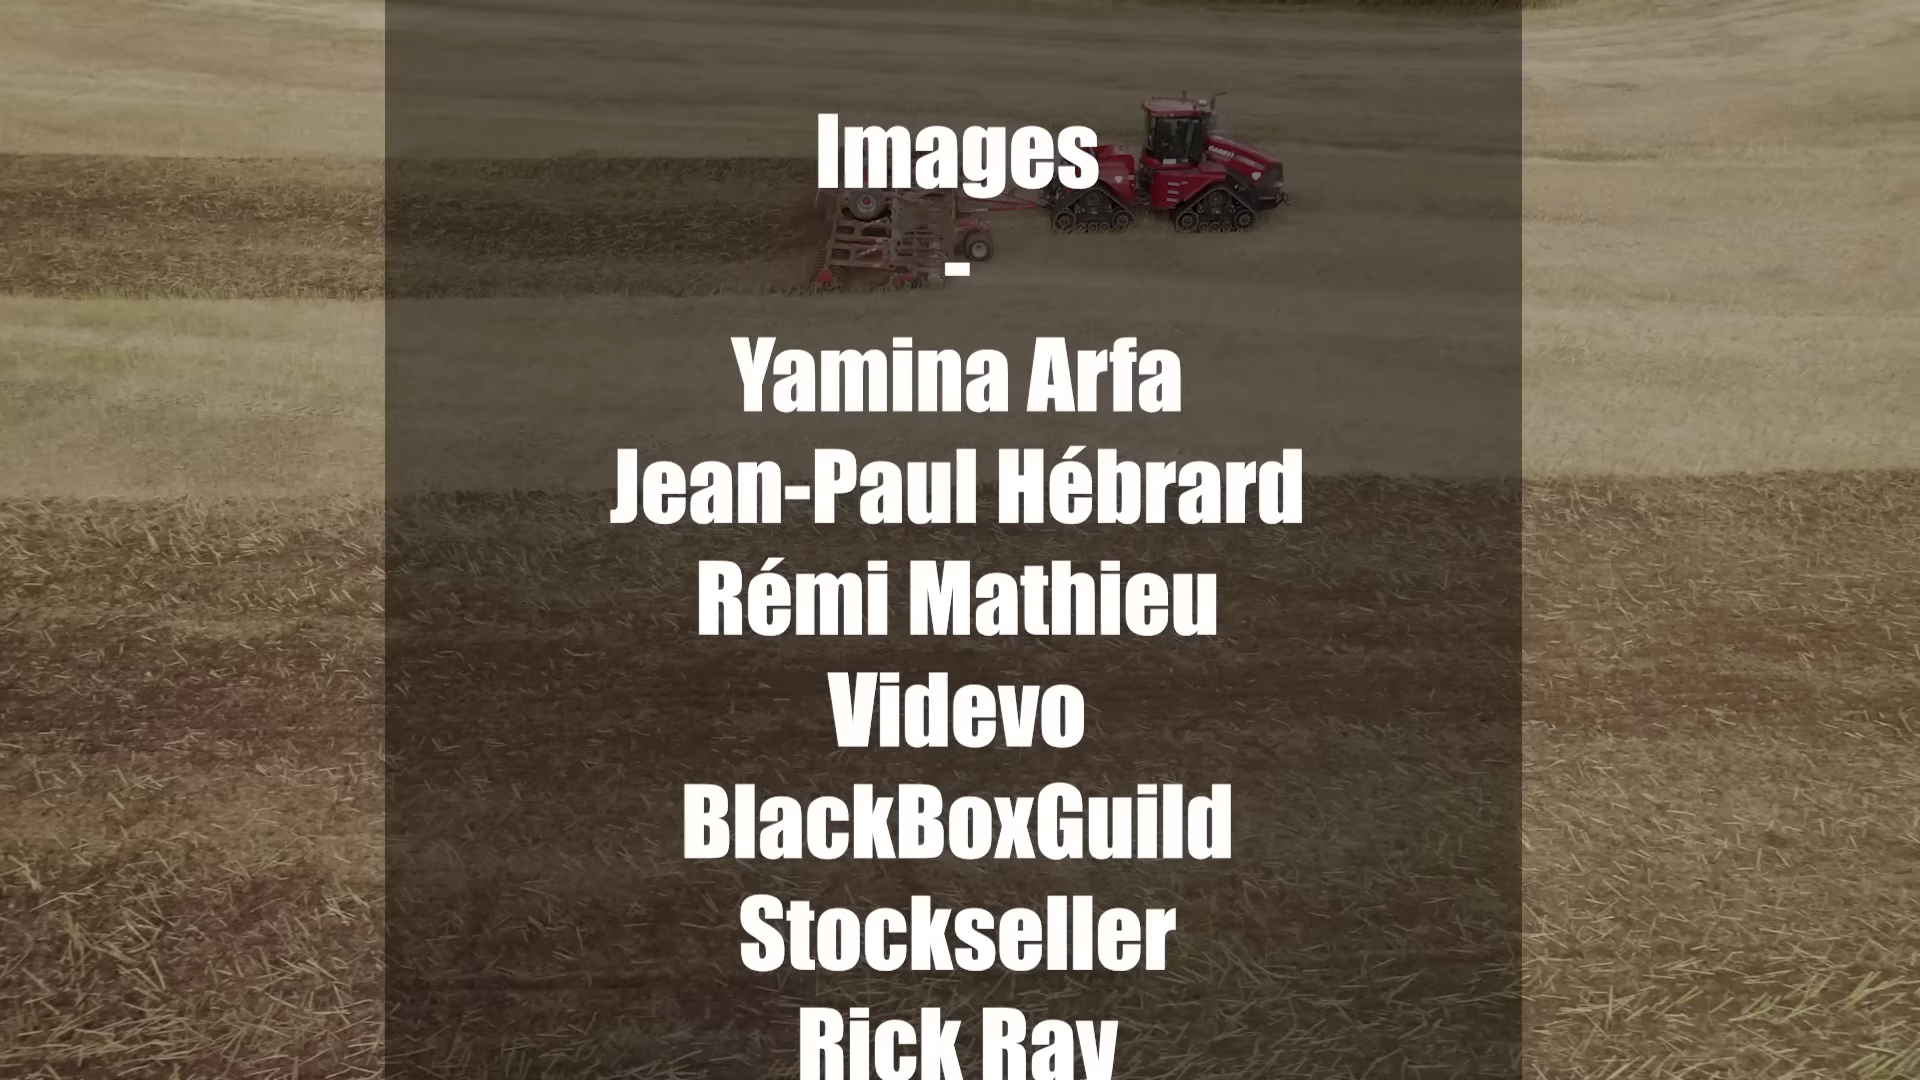 Images
-
Yamina Arfa
Jean-Paul Hébrard
Rémi Mathieu
Videvo
BlackBoxGuild
Stockseller
Rick Ray